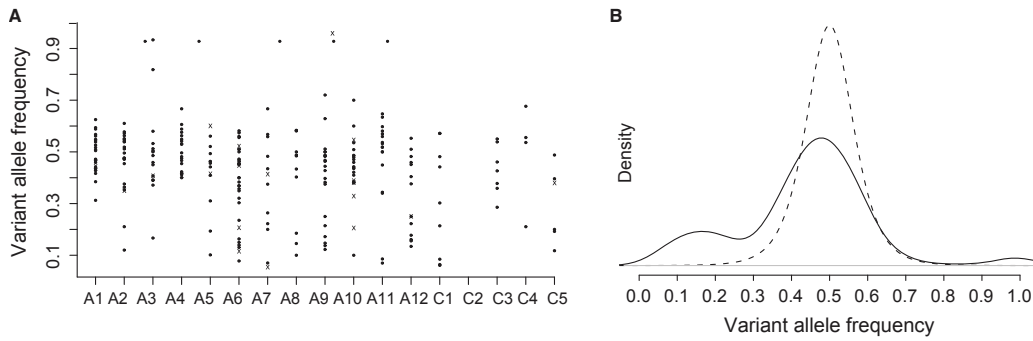 A
Variant allele frequency
0.9
0.7
0.5
0.3
0.1
A1 A2 A3 A4 A5 A6 A7 A8 A9 A10 A11 A12 C1 C2 C3 C4 C5
B
Density
0.0 0.1 0.2 0.3 0.4 0.5 0.6 0.7 0.8 0.9 1.0
Variant allele frequency